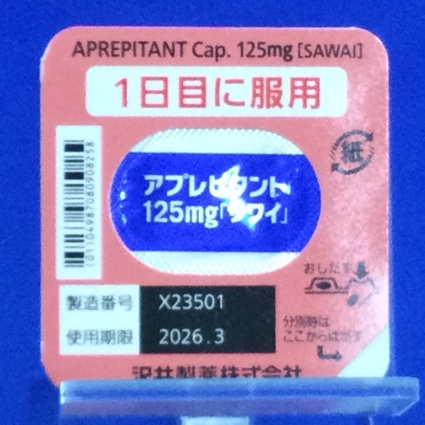 APREPITANT Cap. 125mg [SAWAI]
1日目に服用
紙
アプレピタント
125mg「サワイ」
(01)04987080908258
おしだす
製造番号 X23501
使用期限 2026.3
分別時は
ここからはがす
沢井製薬株式会社